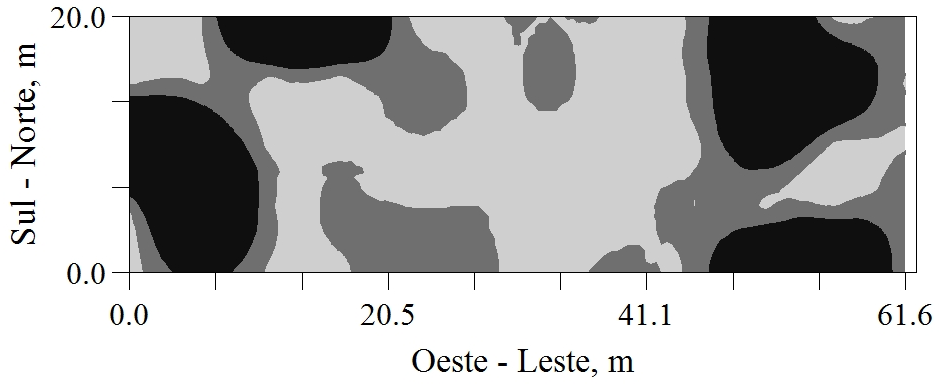 20.0
Sul - Norte, m
0.0
0.0 20.5 41.1 61.6
Oeste - Leste, m